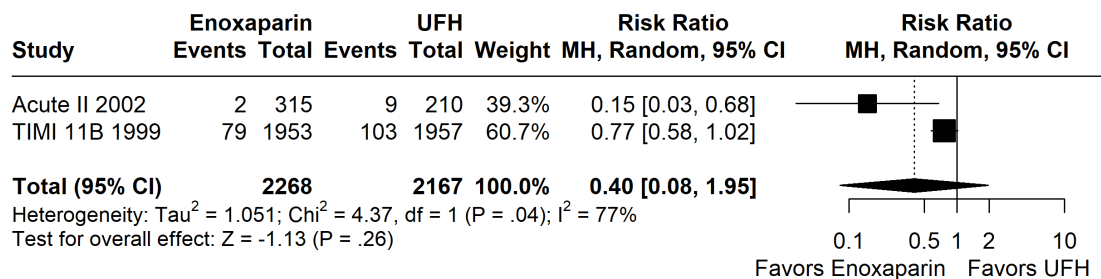 Enoxaparin UFH Risk Ratio Risk Ratio
Study Events Total Events Total Weight MH, Random, 95% CI MH, Random, 95% CI
Acute II 2002 2 315 9 210 39.3% 0.15 [0.03, 0.68]
TIMI 11B 1999 79 1953 103 1957 60.7% 0.77 [0.58, 1.02]
Total (95% CI) 2268 2167 100.0% 0.40 [0.08, 1.95]
Heterogeneity: Tau² = 1.051; Chi² = 4.37, df = 1 (P = .04); I² = 77%
Test for overall effect: Z = -1.13 (P = .26)
0.1 0.5 1 2 10
Favors Enoxaparin Favors UFH